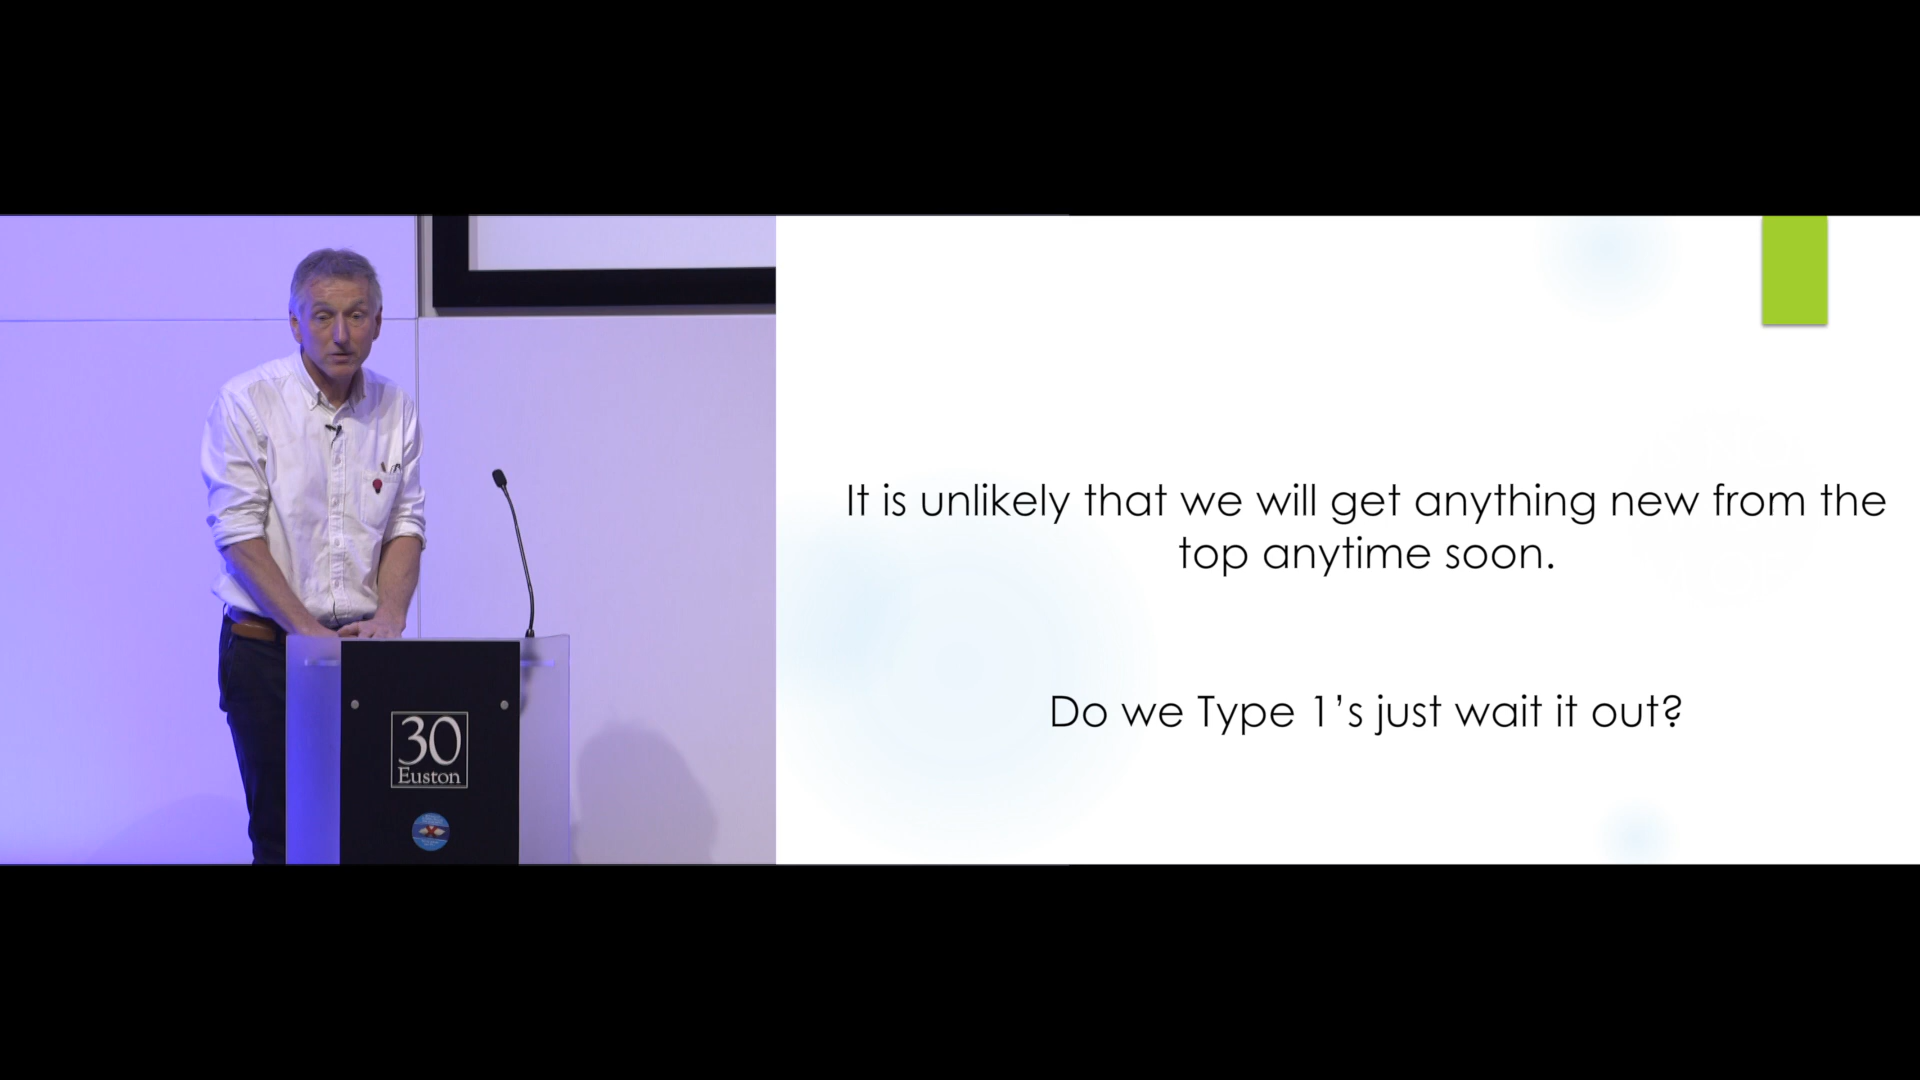 30
Euston
It is unlikely that we will get anything new from the
top anytime soon.
Do we Type 1’s just wait it out?